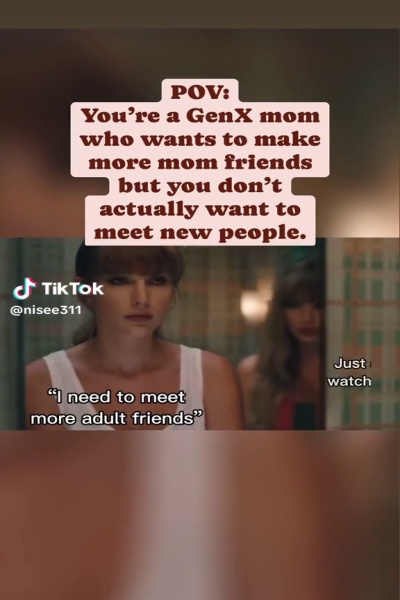 POV:
You’re a GenX mom
who wants to make
more mom friends
but you don’t
actually want to
meet new people.
TikTok
@nisee311
Just
watch
“I need to meet
more adult friends”